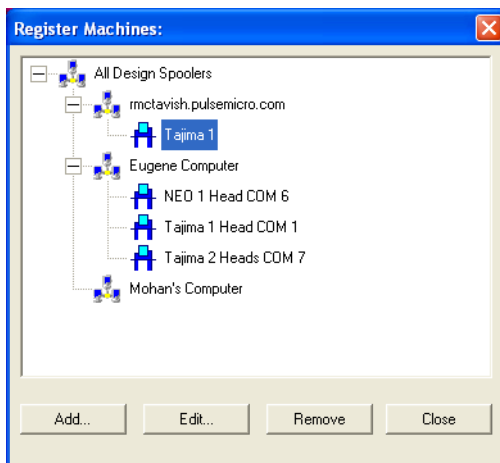 Register Machines:
All Design Spoolers
rmctavish.pulsemicro.com
Tajima 1
Eugene Computer
NEO 1 Head COM 6
Tajima 1 Head COM 1
Tajima 2 Heads COM 7
Mohan's Computer
Add... Edit... Remove Close